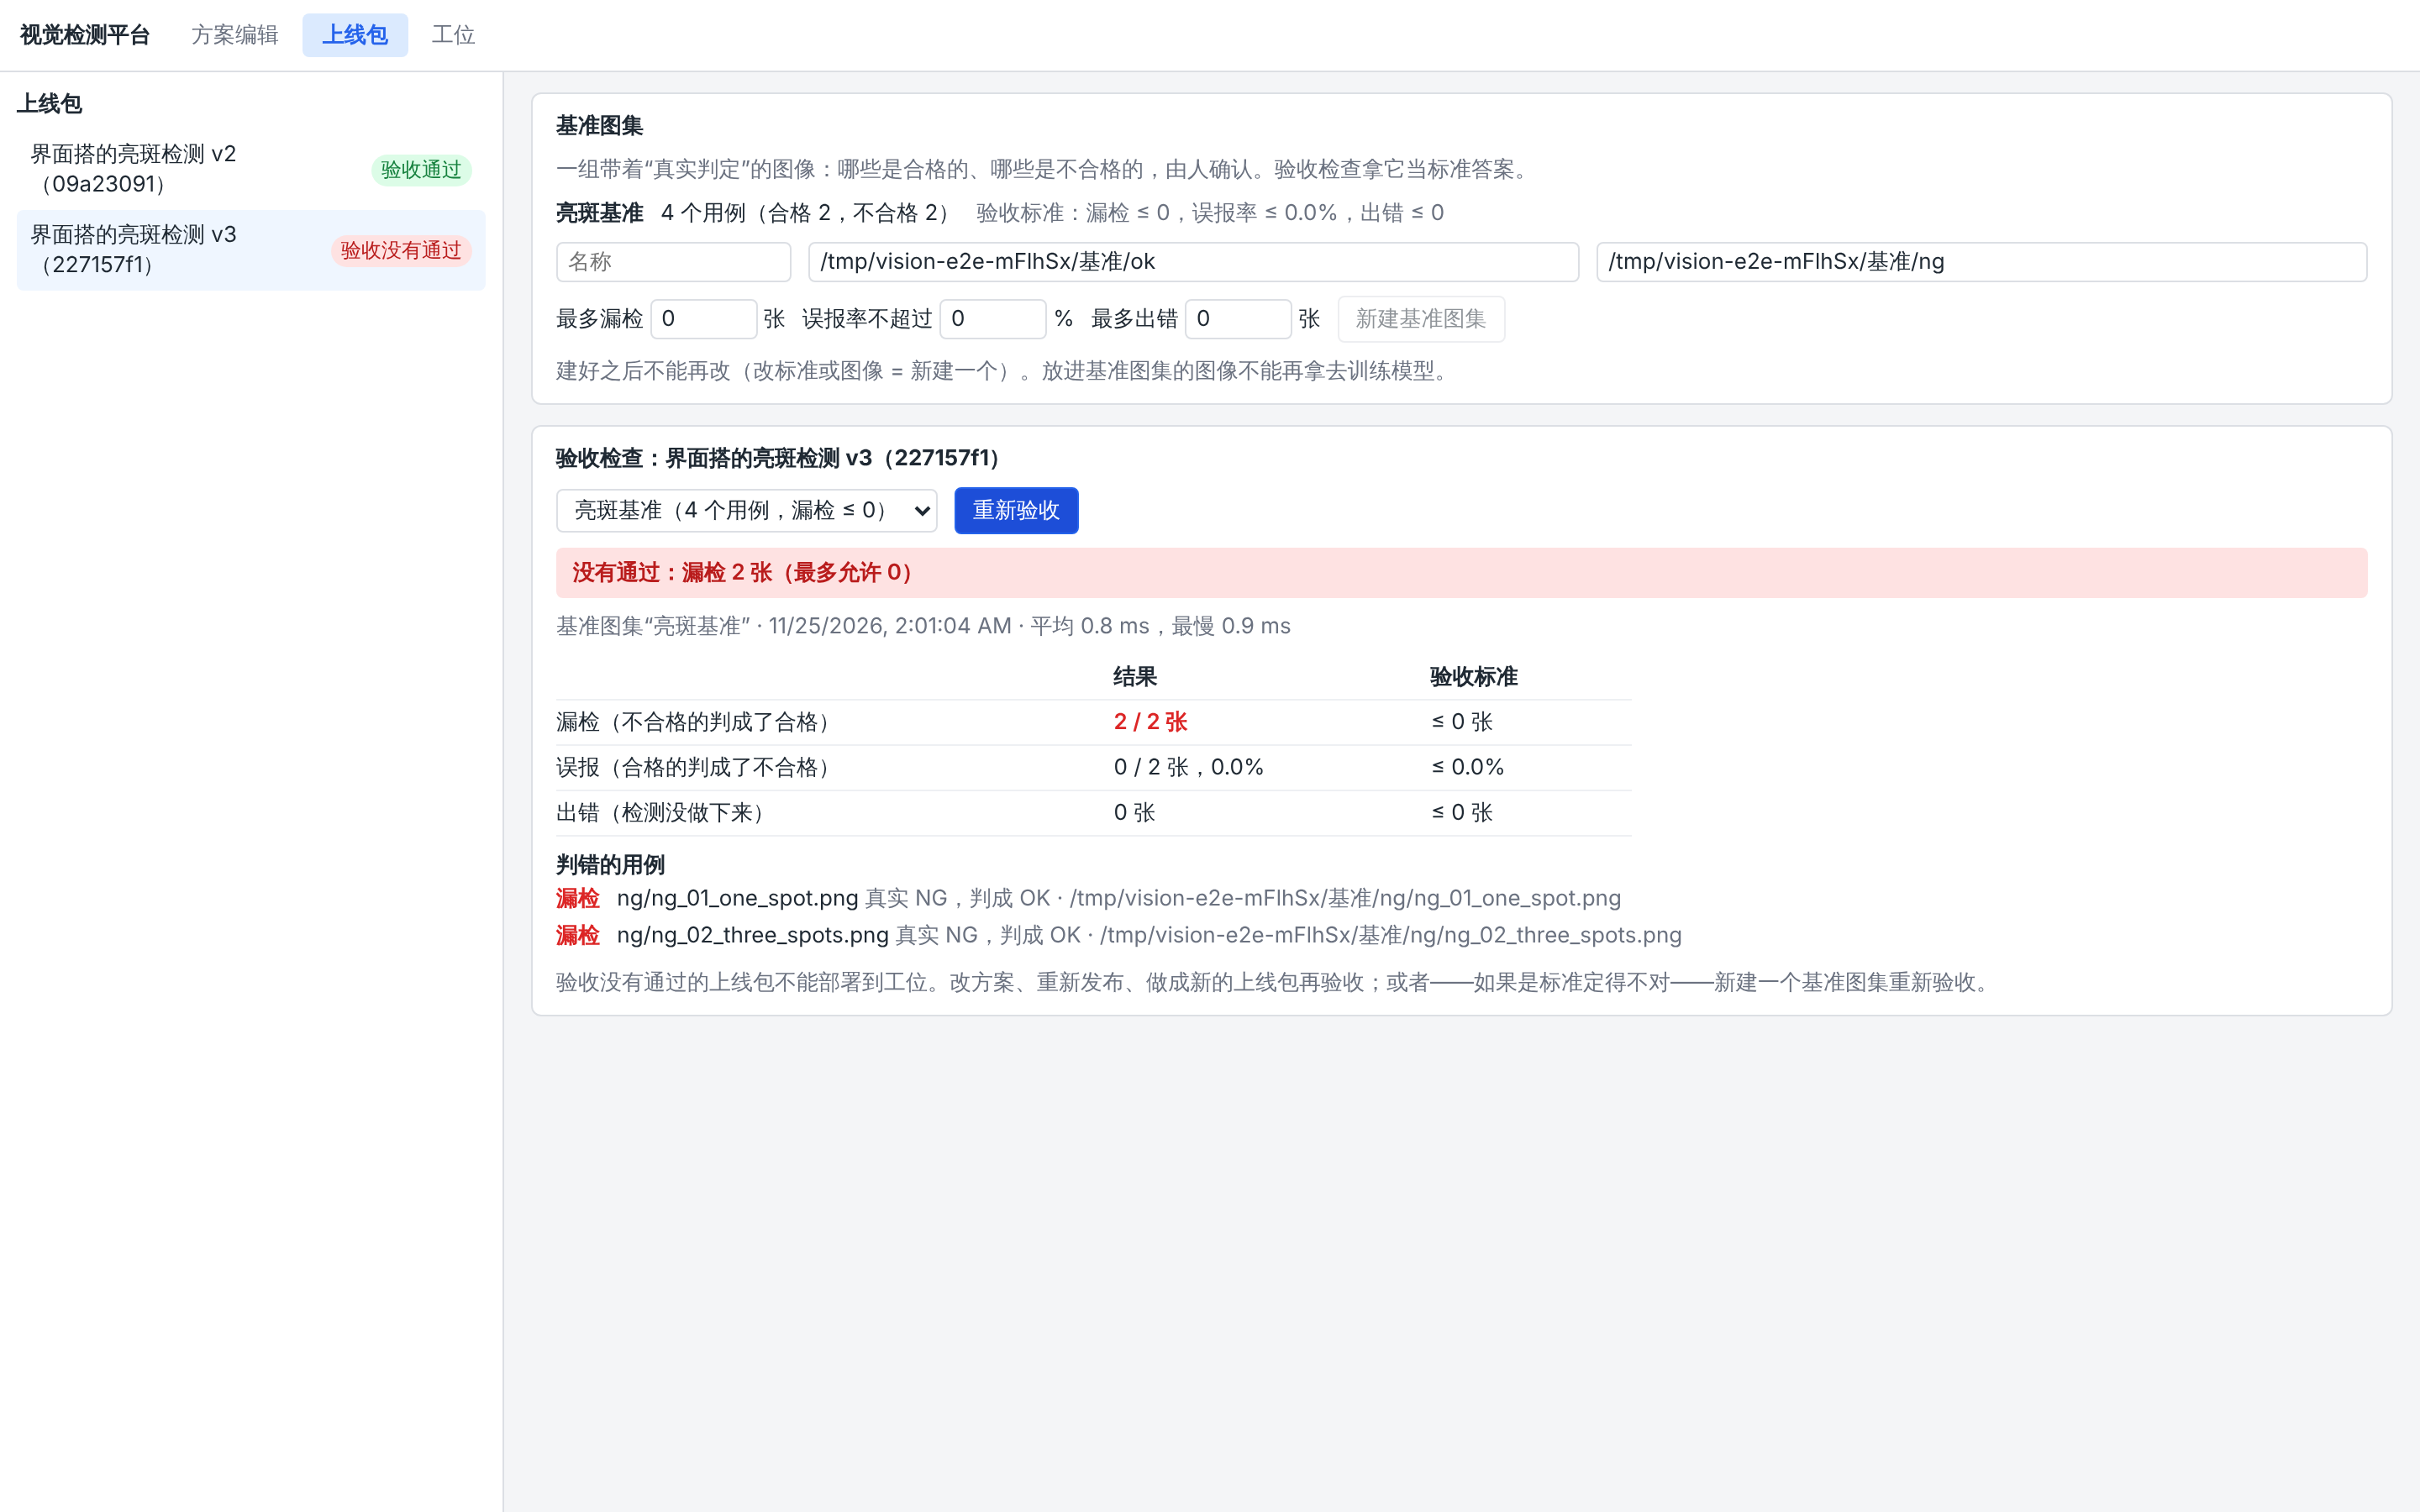 视觉检测平台 方案编辑 上线包 工位
上线包
界面搭的亮斑检测 v2
（09a23091）
验收通过
界面搭的亮斑检测 v3
（227157f1）
验收没有通过
基准图集
一组带着“真实判定”的图像：哪些是合格的、哪些是不合格的，由人确认。验收检查拿它当标准答案。
亮斑基准 4 个用例（合格 2，不合格 2） 验收标准：漏检 ≤ 0，误报率 ≤ 0.0%，出错 ≤ 0
名称 /tmp/vision-e2e-mFlhSx/基准/ok /tmp/vision-e2e-mFlhSx/基准/ng
最多漏检 0 张 误报率不超过 0 % 最多出错 0 张 新建基准图集
建好之后不能再改（改标准或图像 = 新建一个）。放进基准图集的图像不能再拿去训练模型。
验收检查：界面搭的亮斑检测 v3（227157f1）
亮斑基准（4 个用例，漏检 ≤ 0） 重新验收
没有通过：漏检 2 张（最多允许 0）
基准图集“亮斑基准” · 11/25/2026, 2:01:04 AM · 平均 0.8 ms，最慢 0.9 ms
结果 验收标准
漏检（不合格的判成了合格） 2 / 2 张 ≤ 0 张
误报（合格的判成了不合格） 0 / 2 张，0.0% ≤ 0.0%
出错（检测没做下来） 0 张 ≤ 0 张
判错的用例
漏检 ng/ng_01_one_spot.png 真实 NG，判成 OK · /tmp/vision-e2e-mFlhSx/基准/ng/ng_01_one_spot.png
漏检 ng/ng_02_three_spots.png 真实 NG，判成 OK · /tmp/vision-e2e-mFlhSx/基准/ng/ng_02_three_spots.png
验收没有通过的上线包不能部署到工位。改方案、重新发布、做成新的上线包再验收；或者——如果是标准定得不对——新建一个基准图集重新验收。